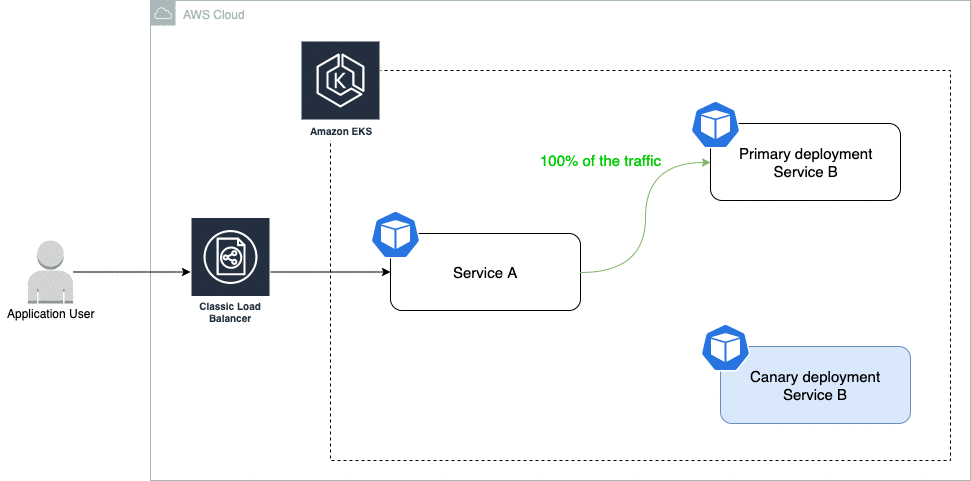 AWS Cloud
Amazon EKS
100% of the traffic
Primary deployment
Service B
Service A
Application User
Classic Load
Balancer
Canary deployment
Service B